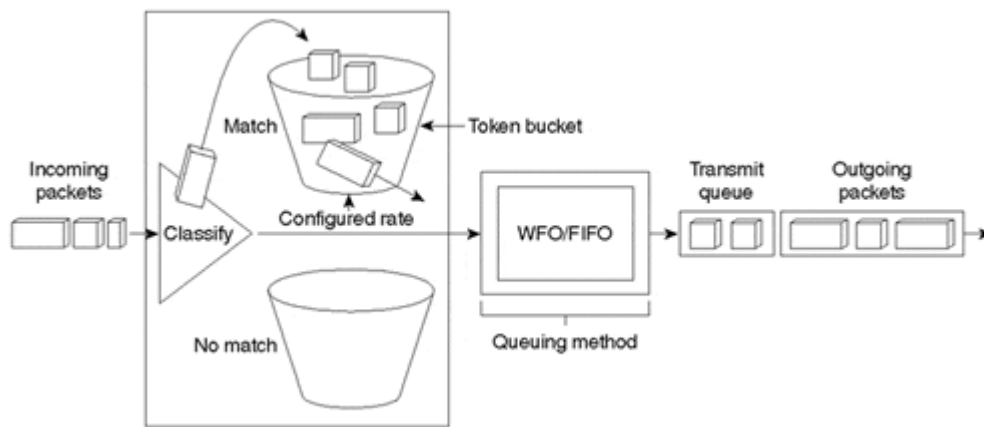 Match
Token bucket
Incoming
packets
Classify
Configured rate
WFO/FIFO
Transmit
queue
Outgoing
packets
No match
Queuing method